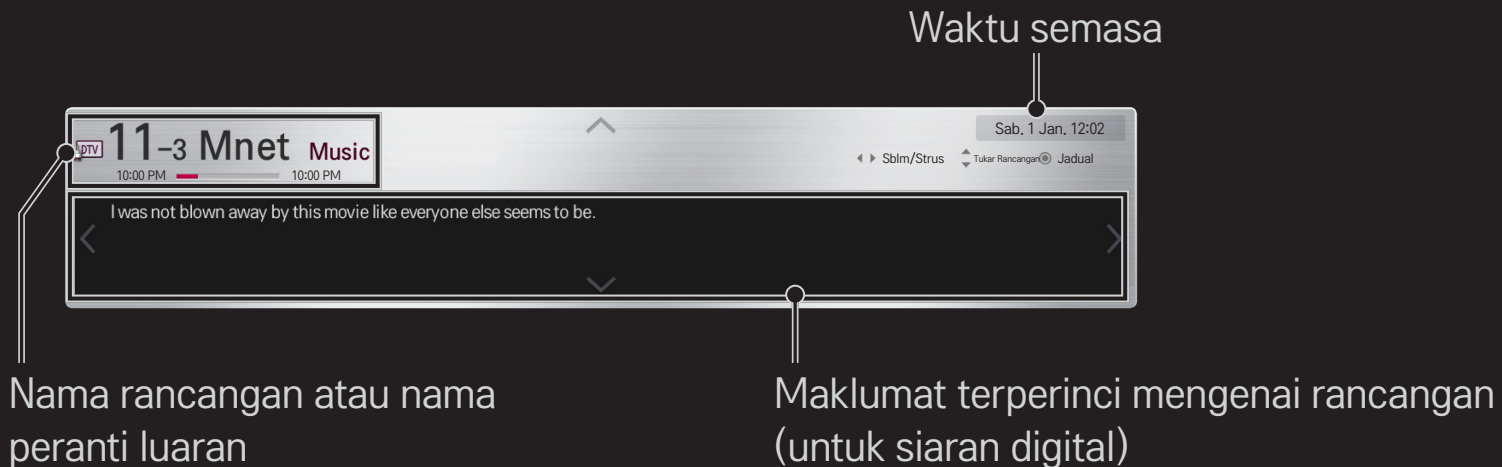 Waktu semasa
DTV 11-3 Mnet Music
10:00 PM 10:00 PM
Sab, 1 Jan, 12:02
Sblm/Strus Tukar Rancangan Jadual
I was not blown away by this movie like everyone else seems to be.
Nama rancangan atau nama
peranti luaran
Maklumat terperinci mengenai rancangan
(untuk siaran digital)